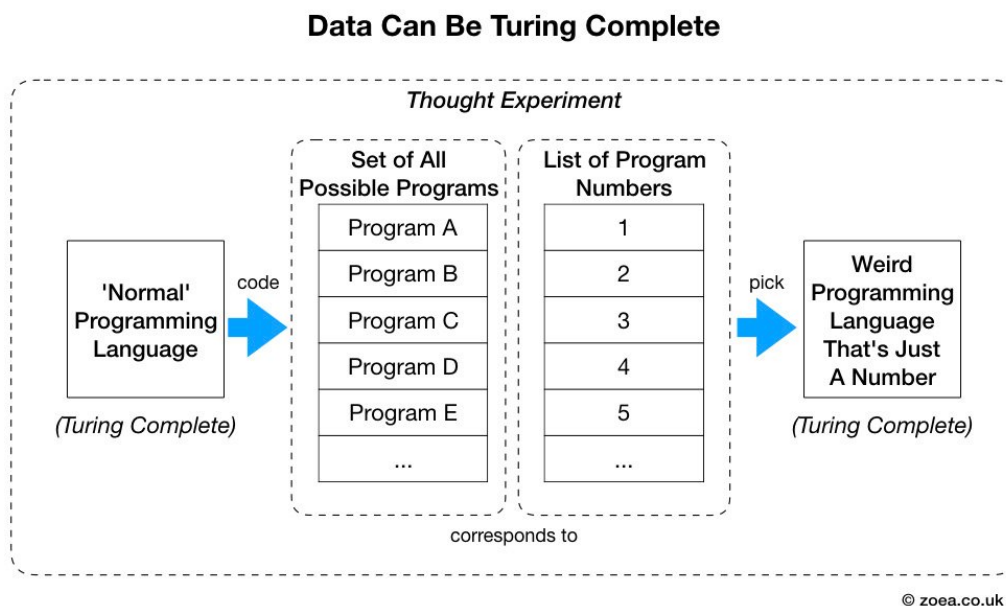 Data Can Be Turing Complete
Thought Experiment
'Normal'
Programming
Language
(Turing Complete)
code
Set of All
Possible Programs
Program A
Program B
Program C
Program D
Program E
...
List of Program
Numbers
1
2
3
4
5
...
corresponds to
pick
Weird
Programming
Language
That's Just
A Number
(Turing Complete)
© zoea.co.uk